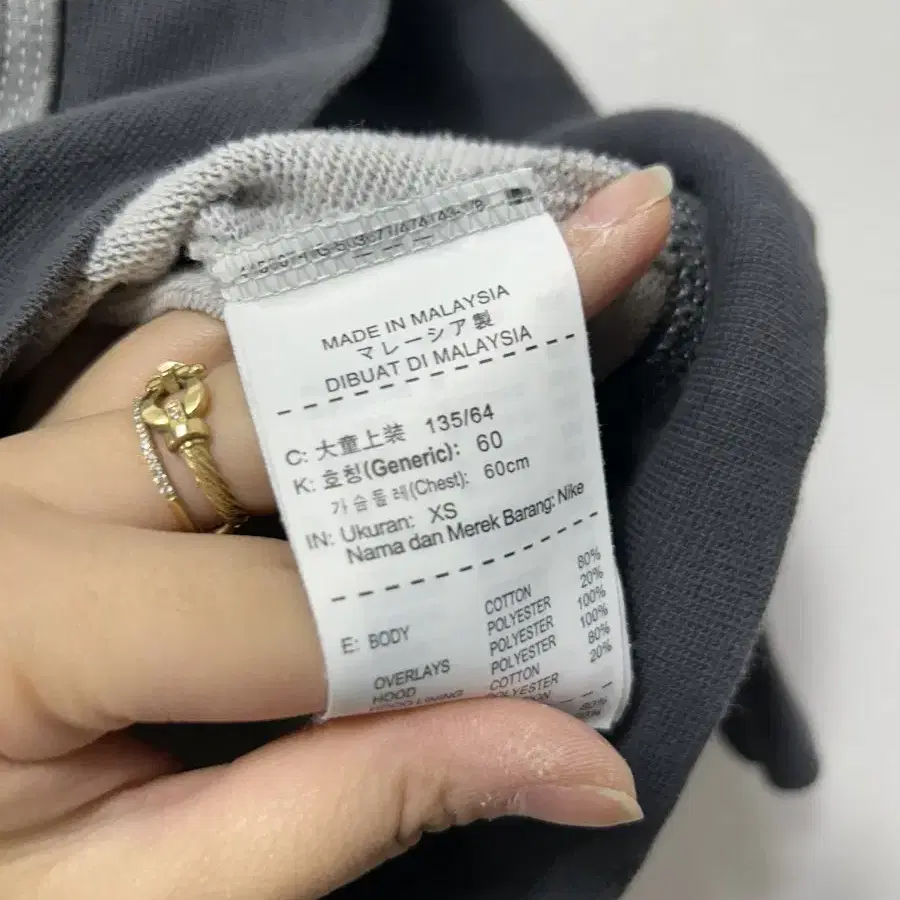 MADE IN MALAYSIA
マレーシア製
DIBUAT DI MALAYSIA
C: 大童上装 135/64
K: 호칭(Generic): 60
가슴둘레(Chest): 60cm
IN: Ukuran: XS
Nama dan Merek Barang: Nike
E: BODY COTTON 80%
POLYESTER 20%
OVERLAYS POLYESTER 100%
HOOD POLYESTER 100%
HOOD LINING COTTON 80%
POLYESTER 20%